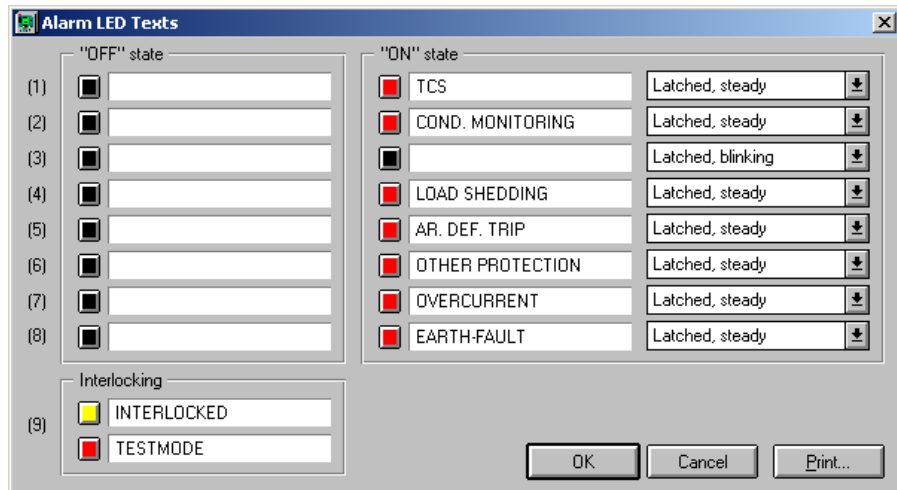 Alarm LED Texts
"OFF" state
"ON" state
(1) TCS Latched, steady
(2) COND. MONITORING Latched, steady
(3) Latched, blinking
(4) LOAD SHEDDING Latched, steady
(5) AR. DEF. TRIP Latched, steady
(6) OTHER PROTECTION Latched, steady
(7) OVERCURRENT Latched, steady
(8) EARTH-FAULT Latched, steady
Interlocking
(9)
INTERLOCKED
TESTMODE
OK Cancel Print...